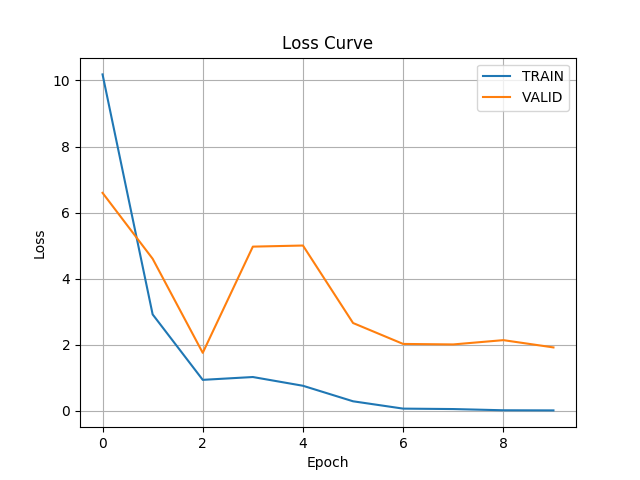 Loss Curve
TRAIN
VALID
10
8
6
4
2
0
Loss
0 2 4 6 8
Epoch